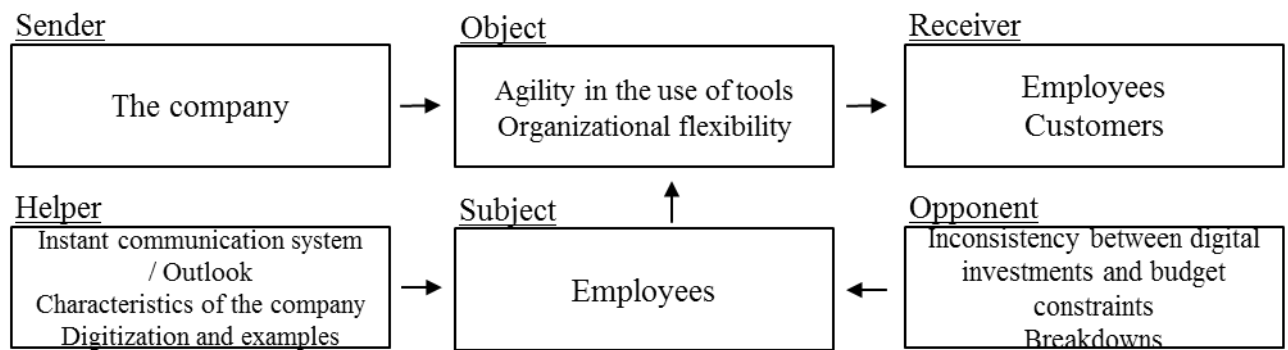 Sender
The company
Object
Agility in the use of tools
Organizational flexibility
Receiver
Employees
Customers
Helper
Instant communication system
/ Outlook
Characteristics of the company
Digitization and examples
Subject
Employees
Opponent
Inconsistency between digital
investments and budget
constraints
Breakdowns